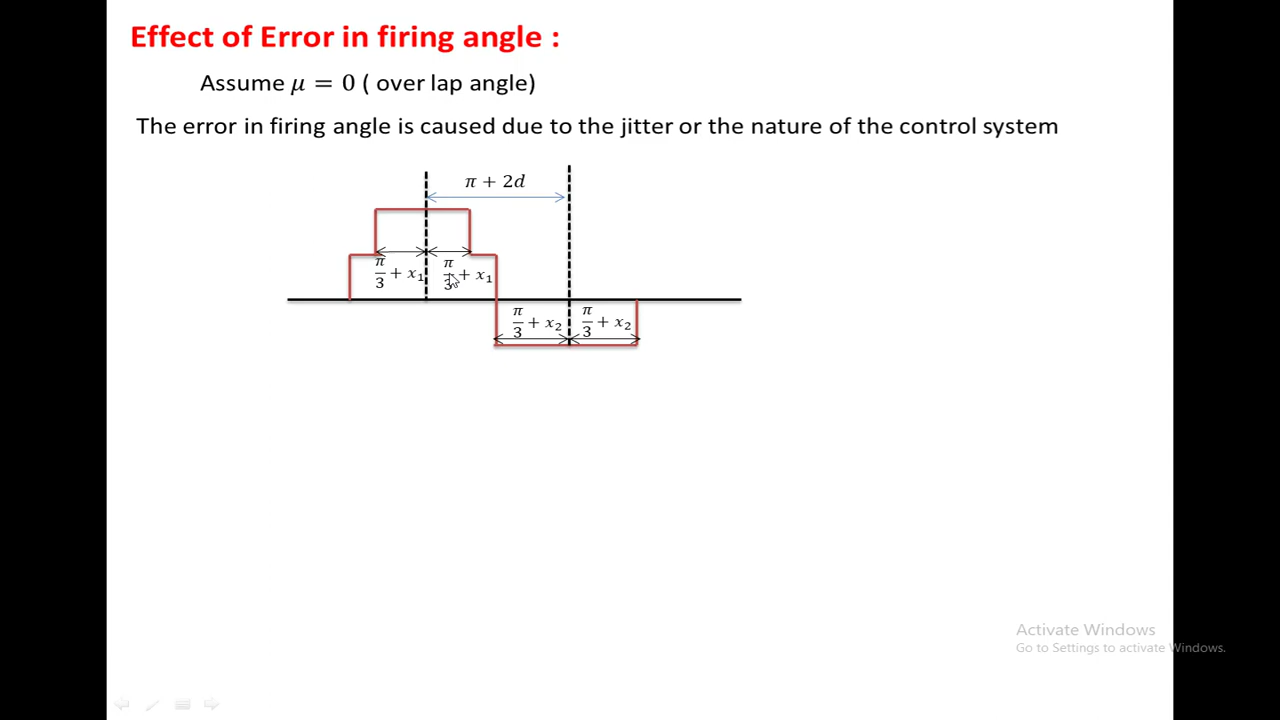 Effect of Error in firing angle :
Assume μ = 0 ( over lap angle)
The error in firing angle is caused due to the jitter or the nature of the control system
π + 2d
π/3 + x₁ π/3 + x₁
π/3 + x₂ π/3 + x₂
Activate Windows
Go to Settings to activate Windows.